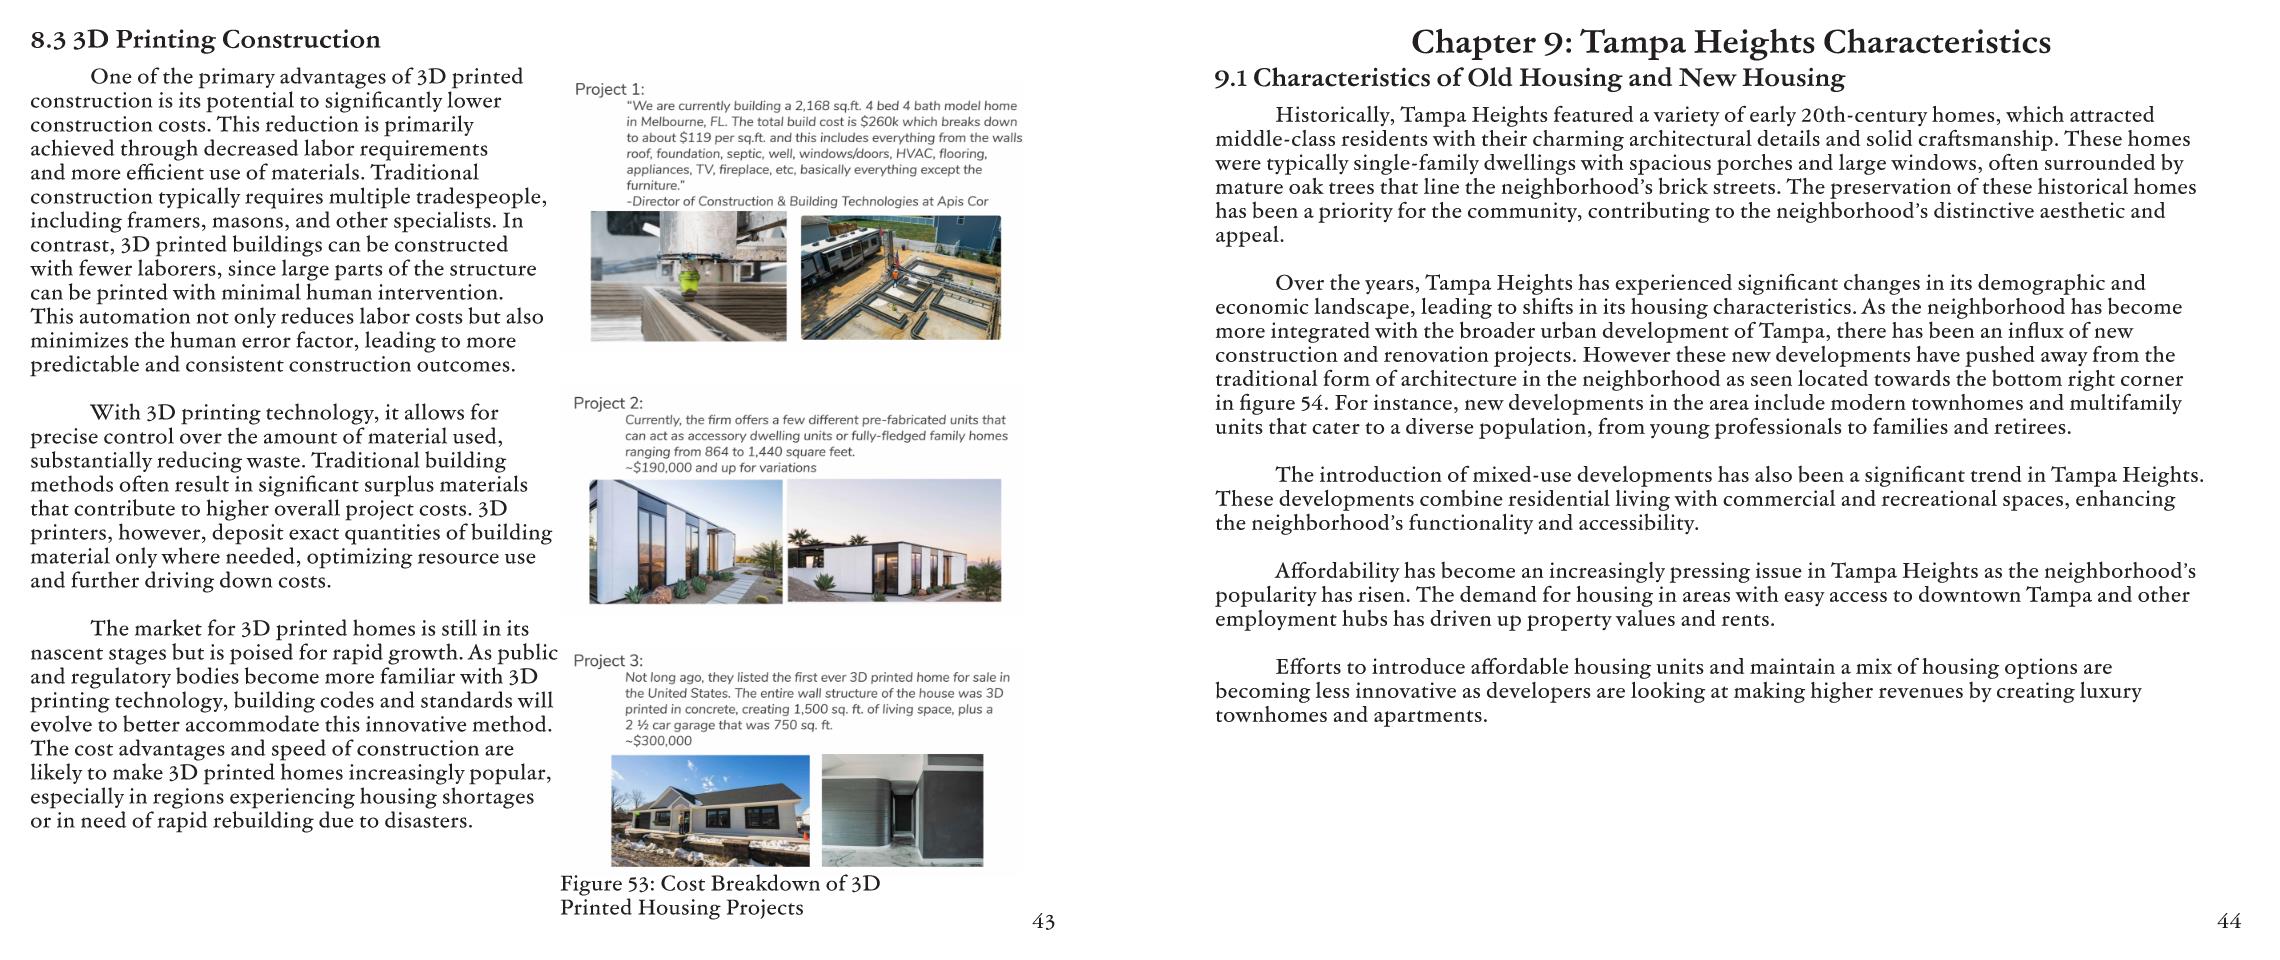 8.3 3D Printing Construction
One of the primary advantages of 3D printed
construction is its potential to significantly lower
construction costs. This reduction is primarily
achieved through decreased labor requirements
and more efficient use of materials. Traditional
construction typically requires multiple tradespeople,
including framers, masons, and other specialists. In
contrast, 3D printed buildings can be constructed
with fewer laborers, since large parts of the structure
can be printed with minimal human intervention.
This automation not only reduces labor costs but also
minimizes the human error factor, leading to more
predictable and consistent construction outcomes.
With 3D printing technology, it allows for
precise control over the amount of material used,
substantially reducing waste. Traditional building
methods often result in significant surplus materials
that contribute to higher overall project costs. 3D
printers, however, deposit exact quantities of building
material only where needed, optimizing resource use
and further driving down costs.
The market for 3D printed homes is still in its
nascent stages but is poised for rapid growth. As public
and regulatory bodies become more familiar with 3D
printing technology, building codes and standards will
evolve to better accommodate this innovative method.
The cost advantages and speed of construction are
likely to make 3D printed homes increasingly popular,
especially in regions experiencing housing shortages
or in need of rapid rebuilding due to disasters.
Project 1:
"We are currently building a 2,168 sq.ft. 4 bed 4 bath model home
in Melbourne, FL. The total build cost is $260k which breaks down
to about $119 per sq.ft. and this includes everything from the walls
roof, foundation, septic, well, windows/doors, HVAC, flooring,
appliances, TV, fireplace, etc, basically everything except the
furniture."
-Director of Construction & Building Technologies at Apis Cor
Project 2:
Currently, the firm offers a few different pre-fabricated units that
can act as accessory dwelling units or fully-fledged family homes
ranging from 864 to 1,440 square feet.
~$190,000 and up for variations
Project 3:
Not long ago, they listed the first ever 3D printed home for sale in
the United States. The entire wall structure of the house was 3D
printed in concrete, creating 1,500 sq. ft. of living space, plus a
2 ½ car garage that was 750 sq. ft.
~$300,000
Figure 53: Cost Breakdown of 3D
Printed Housing Projects
43
Chapter 9: Tampa Heights Characteristics
9.1 Characteristics of Old Housing and New Housing
Historically, Tampa Heights featured a variety of early 20th-century homes, which attracted
middle-class residents with their charming architectural details and solid craftsmanship. These homes
were typically single-family dwellings with spacious porches and large windows, often surrounded by
mature oak trees that line the neighborhood's brick streets. The preservation of these historical homes
has been a priority for the community, contributing to the neighborhood's distinctive aesthetic and
appeal.
Over the years, Tampa Heights has experienced significant changes in its demographic and
economic landscape, leading to shifts in its housing characteristics. As the neighborhood has become
more integrated with the broader urban development of Tampa, there has been an influx of new
construction and renovation projects. However these new developments have pushed away from the
traditional form of architecture in the neighborhood as seen located towards the bottom right corner
in figure 54. For instance, new developments in the area include modern townhomes and multifamily
units that cater to a diverse population, from young professionals to families and retirees.
The introduction of mixed-use developments has also been a significant trend in Tampa Heights.
These developments combine residential living with commercial and recreational spaces, enhancing
the neighborhood's functionality and accessibility.
Affordability has become an increasingly pressing issue in Tampa Heights as the neighborhood's
popularity has risen. The demand for housing in areas with easy access to downtown Tampa and other
employment hubs has driven up property values and rents.
Efforts to introduce affordable housing units and maintain a mix of housing options are
becoming less innovative as developers are looking at making higher revenues by creating luxury
townhomes and apartments.
44